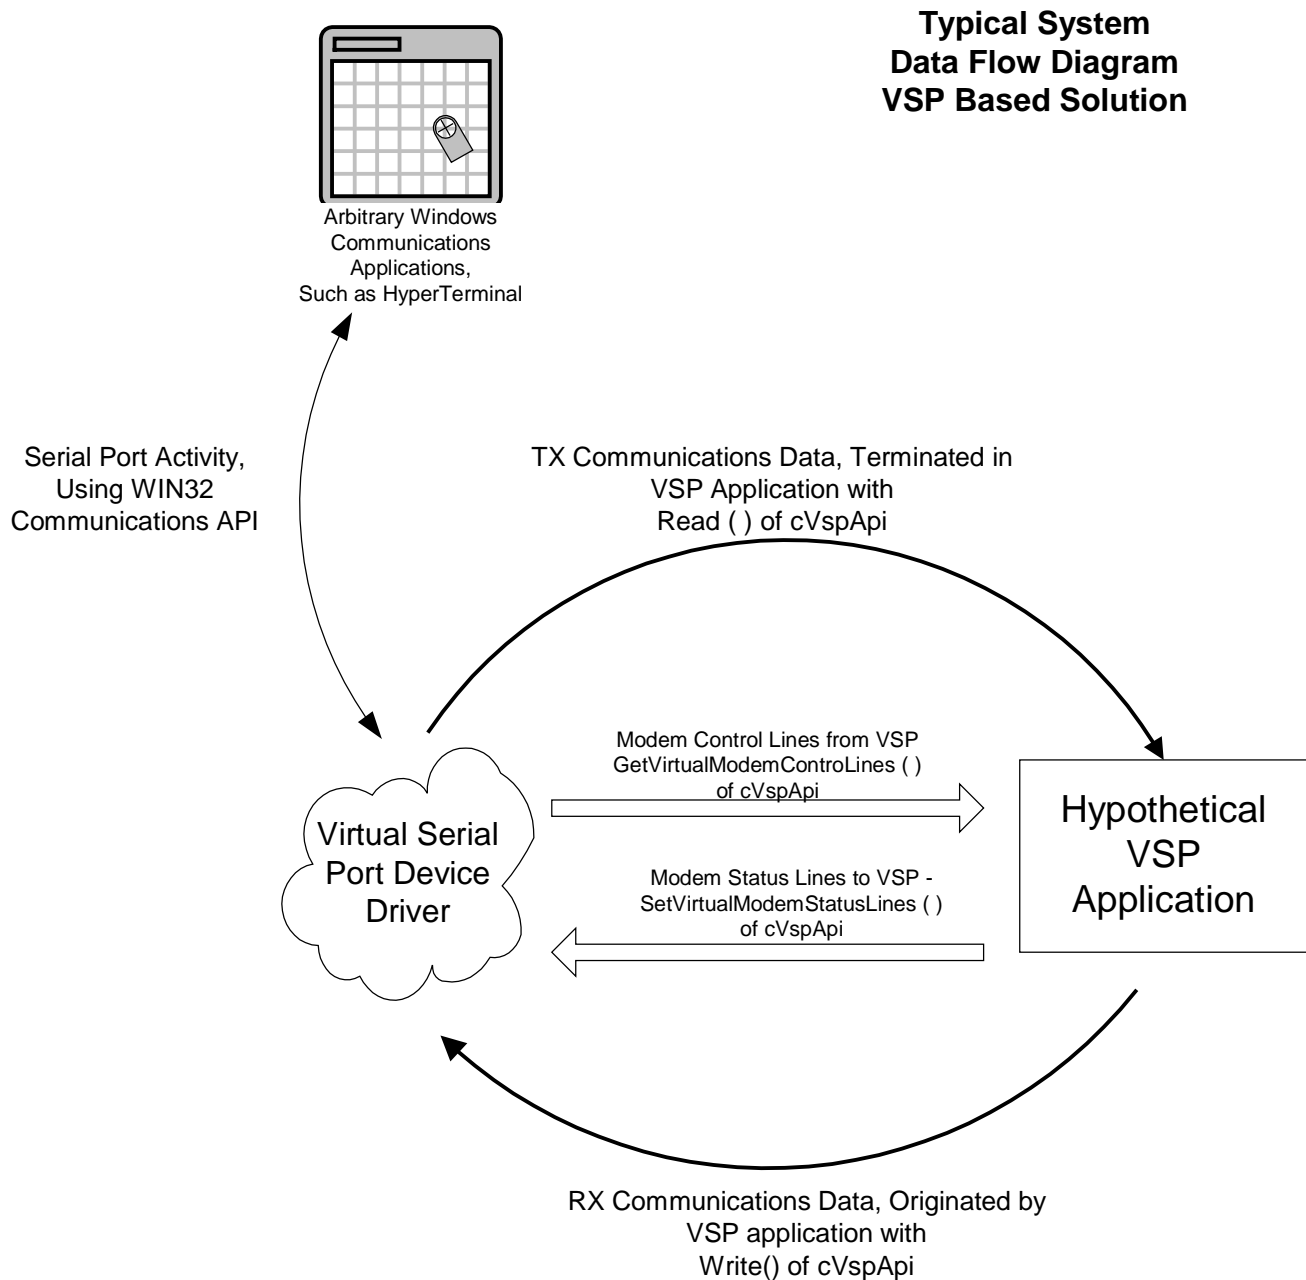 Typical System
Data Flow Diagram
VSP Based Solution
Arbitrary Windows
Communications
Applications,
Such as HyperTerminal
Serial Port Activity,
Using WIN32
Communications API
TX Communications Data, Terminated in
VSP Application with
Read ( ) of cVspApi
Modem Control Lines from VSP
GetVirtualModemControLines ( )
of cVspApi
Virtual Serial
Port Device
Driver
Hypothetical
VSP
Application
Modem Status Lines to VSP -
SetVirtualModemStatusLines ( )
of cVspApi
RX Communications Data, Originated by
VSP application with
Write() of cVspApi